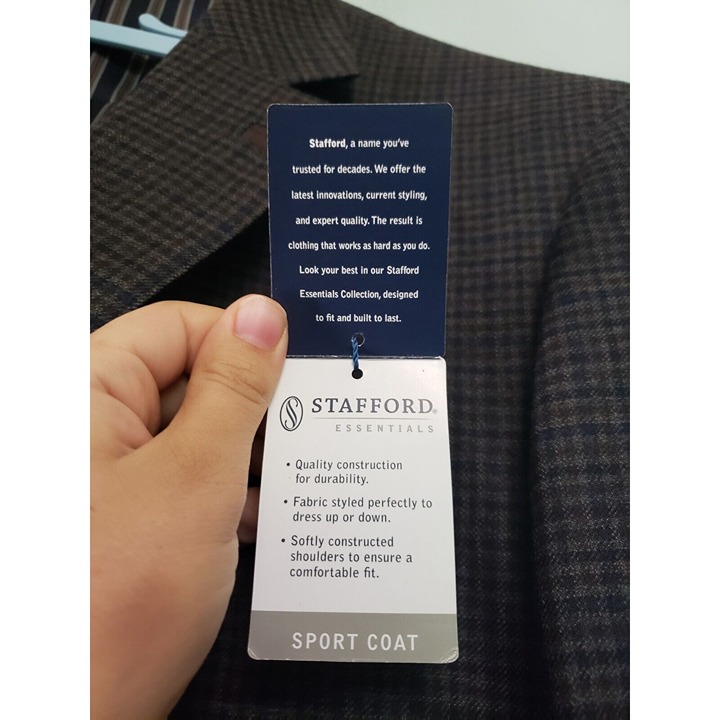 Stafford, a name you've
trusted for decades. We offer the
latest innovations, current styling,
and expert quality. The result is
clothing that works as hard as you do.
Look your best in our Stafford
Essentials Collection, designed
to fit and built to last.
S STAFFORD®
ESSENTIALS
• Quality construction
for durability.
• Fabric styled perfectly to
dress up or down.
• Softly constructed
shoulders to ensure a
comfortable fit.
SPORT COAT